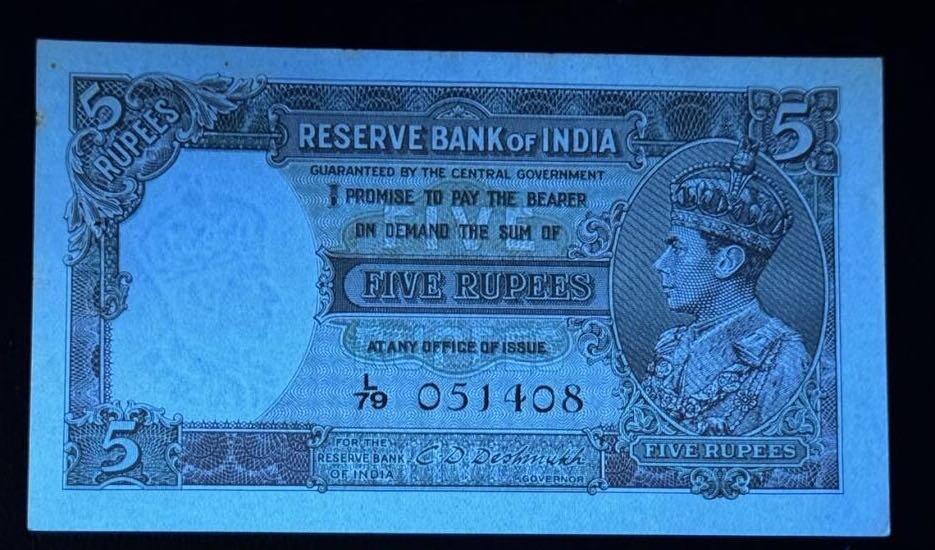 5 RUPEES
5
RESERVE BANK OF INDIA
GUARANTEED BY THE CENTRAL GOVERNMENT
I PROMISE TO PAY THE BEARER
FIVE
ON DEMAND THE SUM OF
FIVE RUPEES
AT ANY OFFICE OF ISSUE
L/79 051408
5
FOR THE
RESERVE BANK
OF INDIA
C. D. Deshmukh
GOVERNOR
FIVE RUPEES